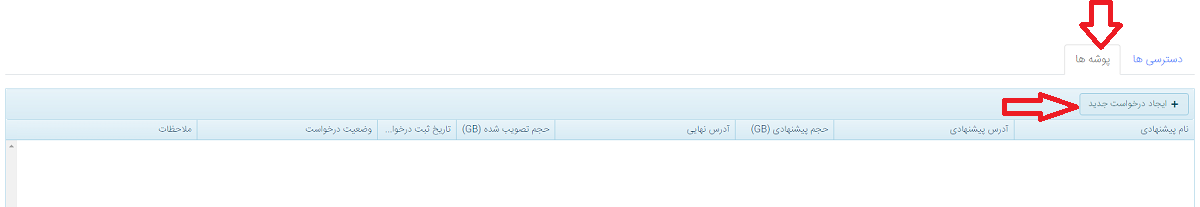 دسترسی ها پوشه ها
+ ایجاد درخواست جدید
نام پیشنهادی آدرس پیشنهادی حجم پیشنهادی (GB) آدرس نهایی حجم تصویب شده (GB) تاریخ ثبت درخوا... وضعیت درخواست ملاحظات